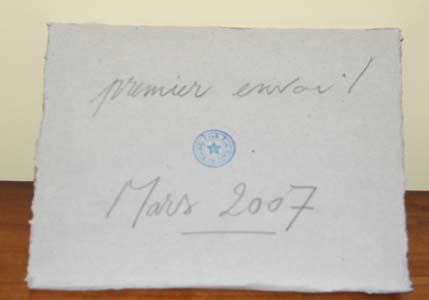 premier envoi !
Mars 2007